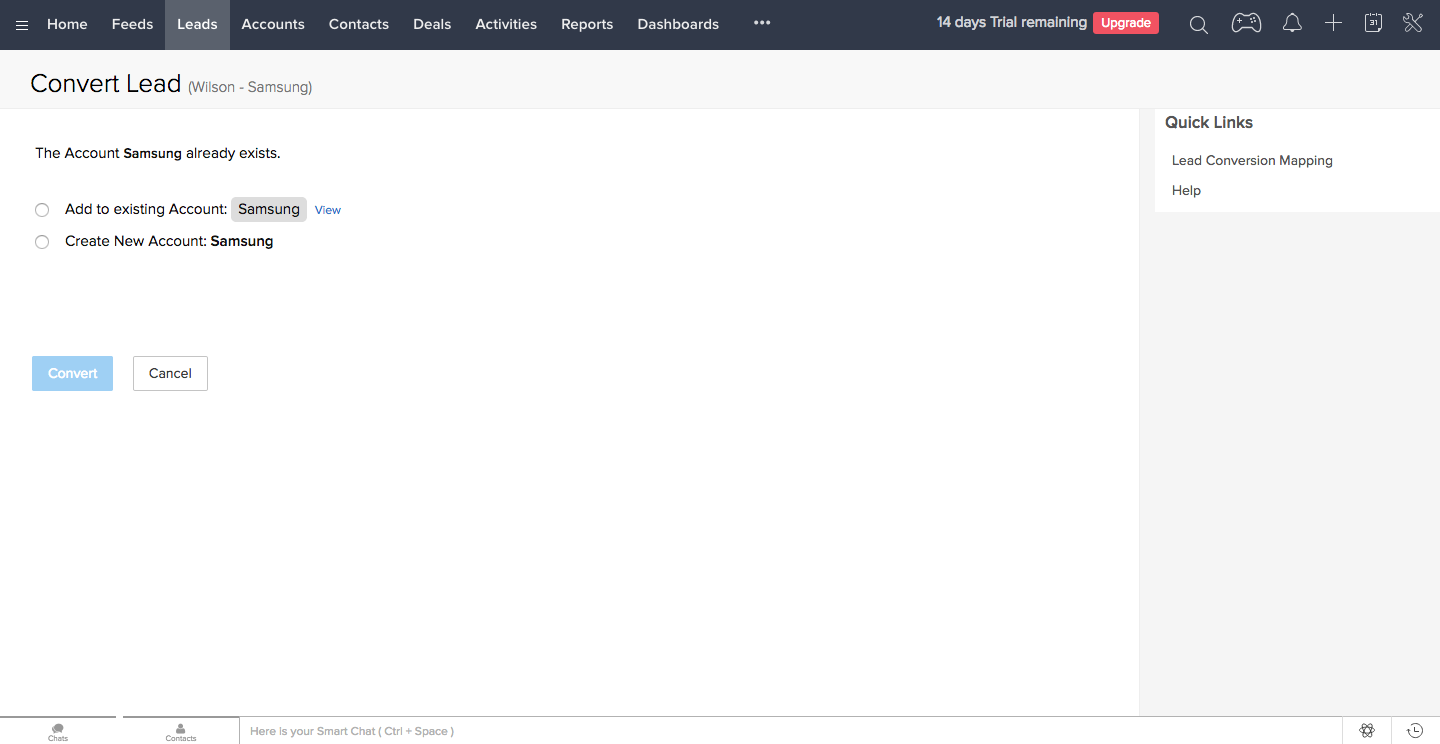 Home Feeds Leads Accounts Contacts Deals Activities Reports Dashboards ••• 14 days Trial remaining Upgrade 31
Convert Lead (Wilson - Samsung)
The Account Samsung already exists.
Add to existing Account: Samsung View
Create New Account: Samsung
Convert Cancel
Quick Links
Lead Conversion Mapping
Help
Chats Contacts Here is your Smart Chat ( Ctrl + Space )